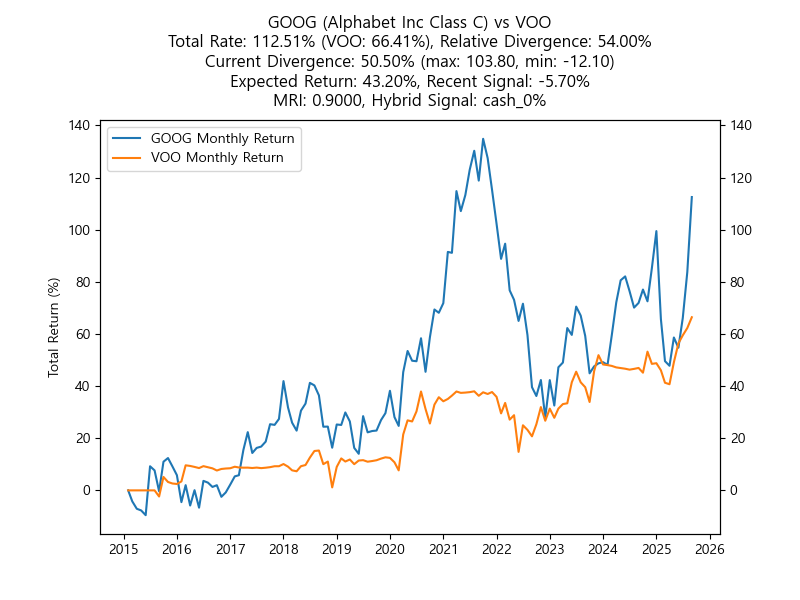 GOOG (Alphabet Inc Class C) vs VOO
Total Rate: 112.51% (VOO: 66.41%), Relative Divergence: 54.00%
Current Divergence: 50.50% (max: 103.80, min: -12.10)
Expected Return: 43.20%, Recent Signal: -5.70%
MRI: 0.9000, Hybrid Signal: cash_0%
GOOG Monthly Return
VOO Monthly Return
Total Return (%)
140 140
120 120
100 100
80 80
60 60
40 40
20 20
0 0
2015 2016 2017 2018 2019 2020 2021 2022 2023 2024 2025 2026